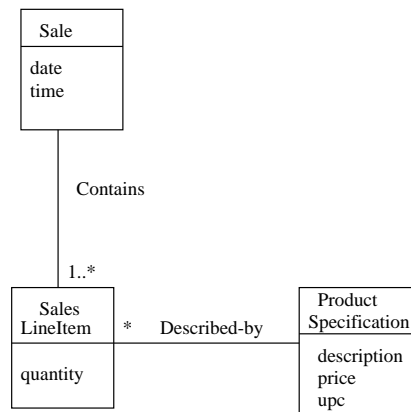 Sale
date
time
Contains
1..*
Sales
LineItem
quantity
* Described-by
Product
Specification
description
price
upc